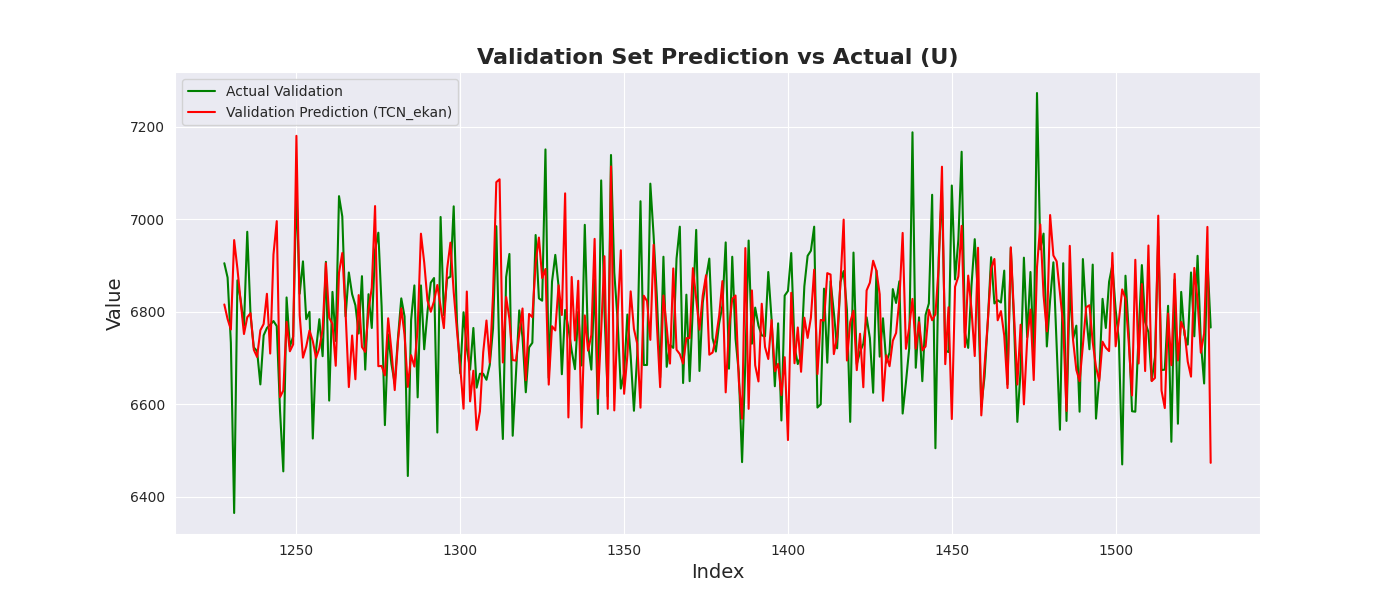 Validation Set Prediction vs Actual (U)
Actual Validation
Validation Prediction (TCN_ekan)
Value
7200
7000
6800
6600
6400
1250 1300 1350 1400 1450 1500
Index